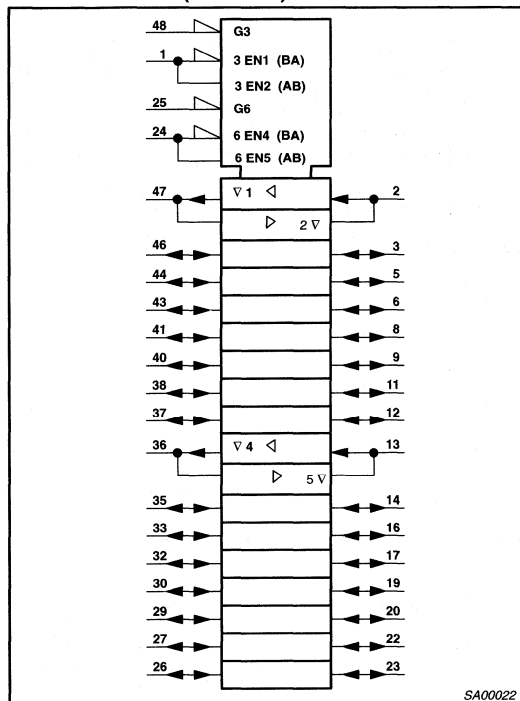 48 G3
1 3 EN1 (BA)
3 EN2 (AB)
25 G6
24 6 EN4 (BA)
6 EN5 (AB)
47 ▽ 1 ◁ 2
▷ 2 ▽
46 3
44 5
43 6
41 8
40 9
38 11
37 12
36 ▽ 4 ◁ 13
▷ 5 ▽
35 14
33 16
32 17
30 19
29 20
27 22
26 23
SA00022